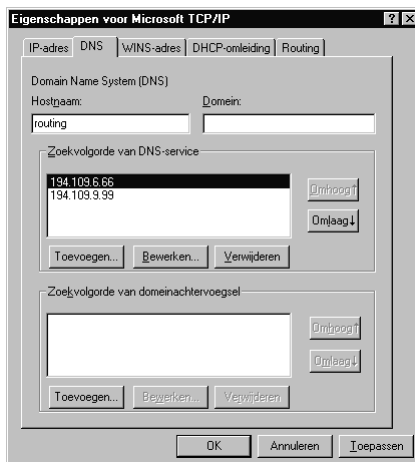 Eigenschappen voor Microsoft TCP/IP
IP-adres DNS WINS-adres DHCP-omleiding Routing
Domain Name System (DNS)
Hostnaam: Domein:
routing
Zoekvolgorde van DNS-service
194.109.6.66
194.109.9.99
Omhoog↑
Omlaag↓
Toevoegen... Bewerken... Verwijderen
Zoekvolgorde van domeinachtervoegsel
Omhoog↑
Omlaag↓
Toevoegen... Bewerken... Verwijderen
OK Annuleren Toepassen